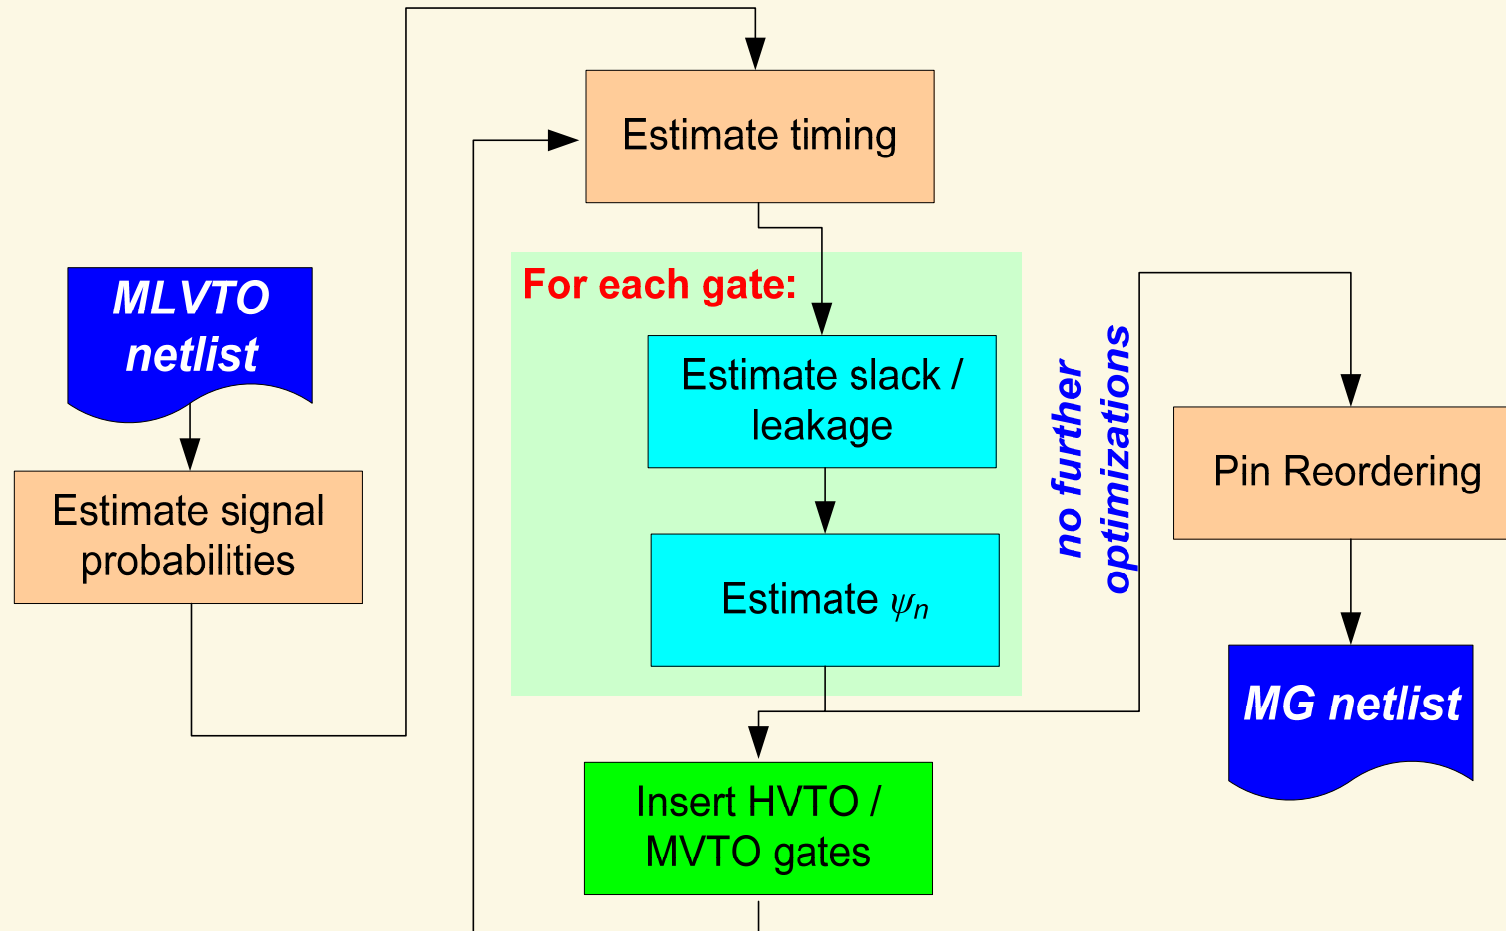 Estimate timing
MLVTO
netlist
For each gate:
Estimate slack /
leakage
no further
optimizations
Estimate signal
probabilities
Pin Reordering
Estimate ψn
MG netlist
Insert HVTO /
MVTO gates